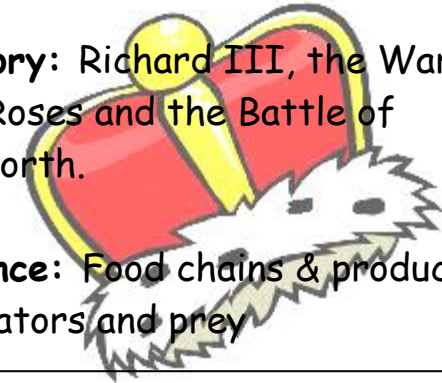 ory: Richard III, the War
Roses and the Battle of
orth.
nce: Food chains & produc
ators and prey